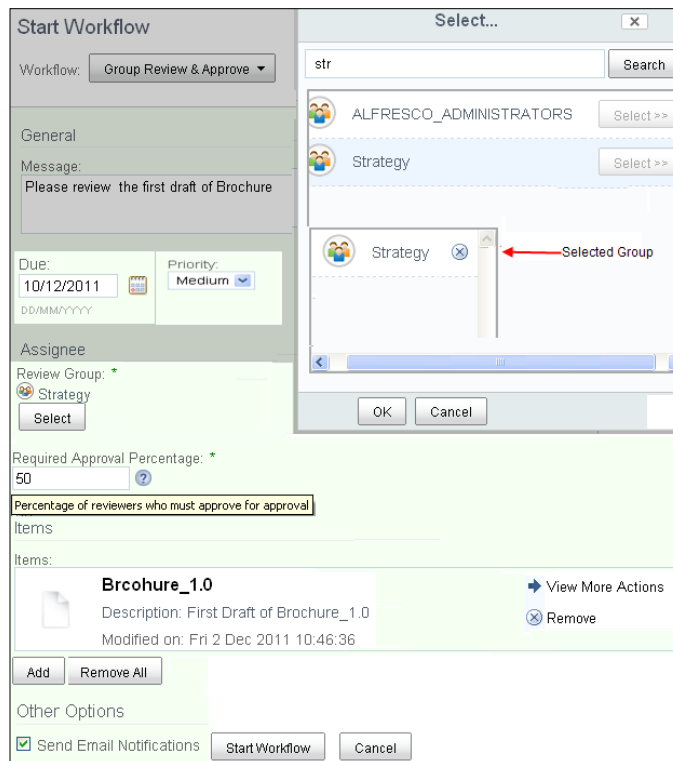 Start Workflow
Workflow: Group Review & Approve
General
Message:
Please review the first draft of Brochure
Due:
10/12/2011
DD/MM/YYYY
Priority:
Medium
Assignee
Review Group: *
Strategy
Select
Required Approval Percentage: *
50
Percentage of reviewers who must approve for approval
Items
Items:
Brcohure_1.0
Description: First Draft of Brochure_1.0
Modified on: Fri 2 Dec 2011 10:46:36
View More Actions
Remove
Add Remove All
Other Options
Send Email Notifications Start Workflow Cancel
Select...
str Search
ALFRESCO_ADMINISTRATORS Select >>
Strategy Select >>
Strategy Selected Group
OK Cancel